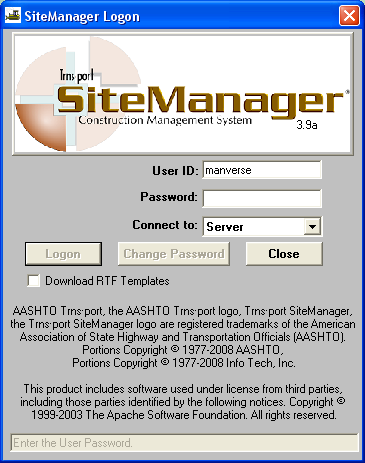 SiteManager Logon
Trns·port
SiteManager®
Construction Management System
3.9a
User ID: manverse
Password:
Connect to: Server
Logon Change Password Close
Download RTF Templates
AASHTO Trns·port, the AASHTO Trns·port logo, Trns·port SiteManager,
the Trns·port SiteManager logo are registered trademarks of the American
Association of State Highway and Transportation Officials (AASHTO).
Portions Copyright © 1977-2008 AASHTO,
Portions Copyright © 1977-2008 Info Tech, Inc.
This product includes software used under license from third parties,
including those parties identified by the following notices. Copyright ©
1999-2003 The Apache Software Foundation. All rights reserved.
Enter the User Password.